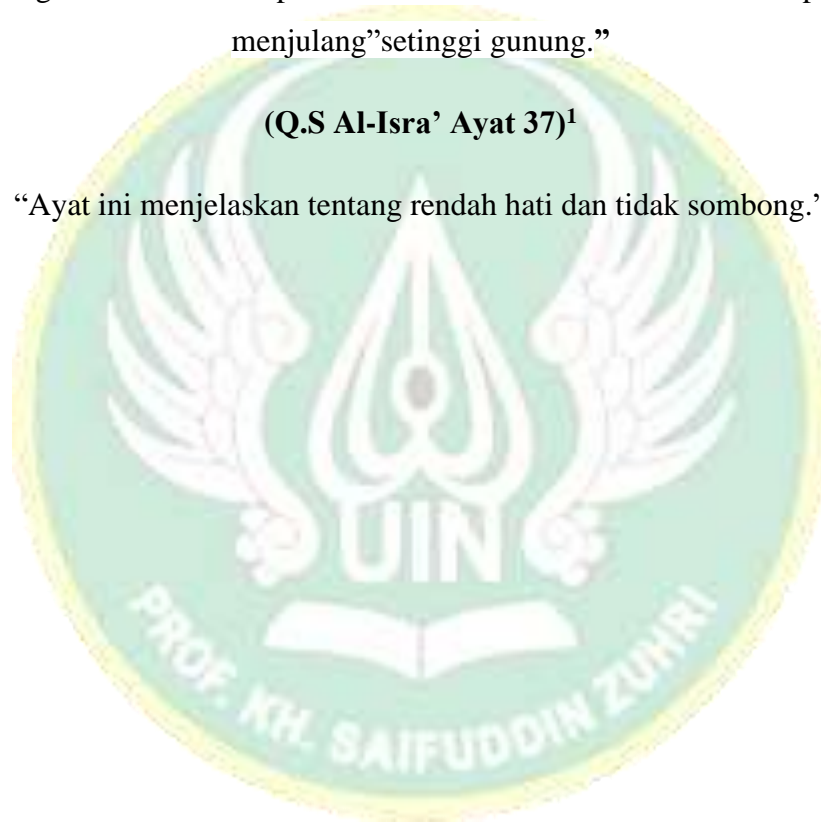 menjulang”setinggi gunung.”
(Q.S Al-Isra’ Ayat 37)1
“Ayat ini menjelaskan tentang rendah hati dan tidak sombong.”
UIN
PROF. KH. SAIFUDDIN ZUHRI